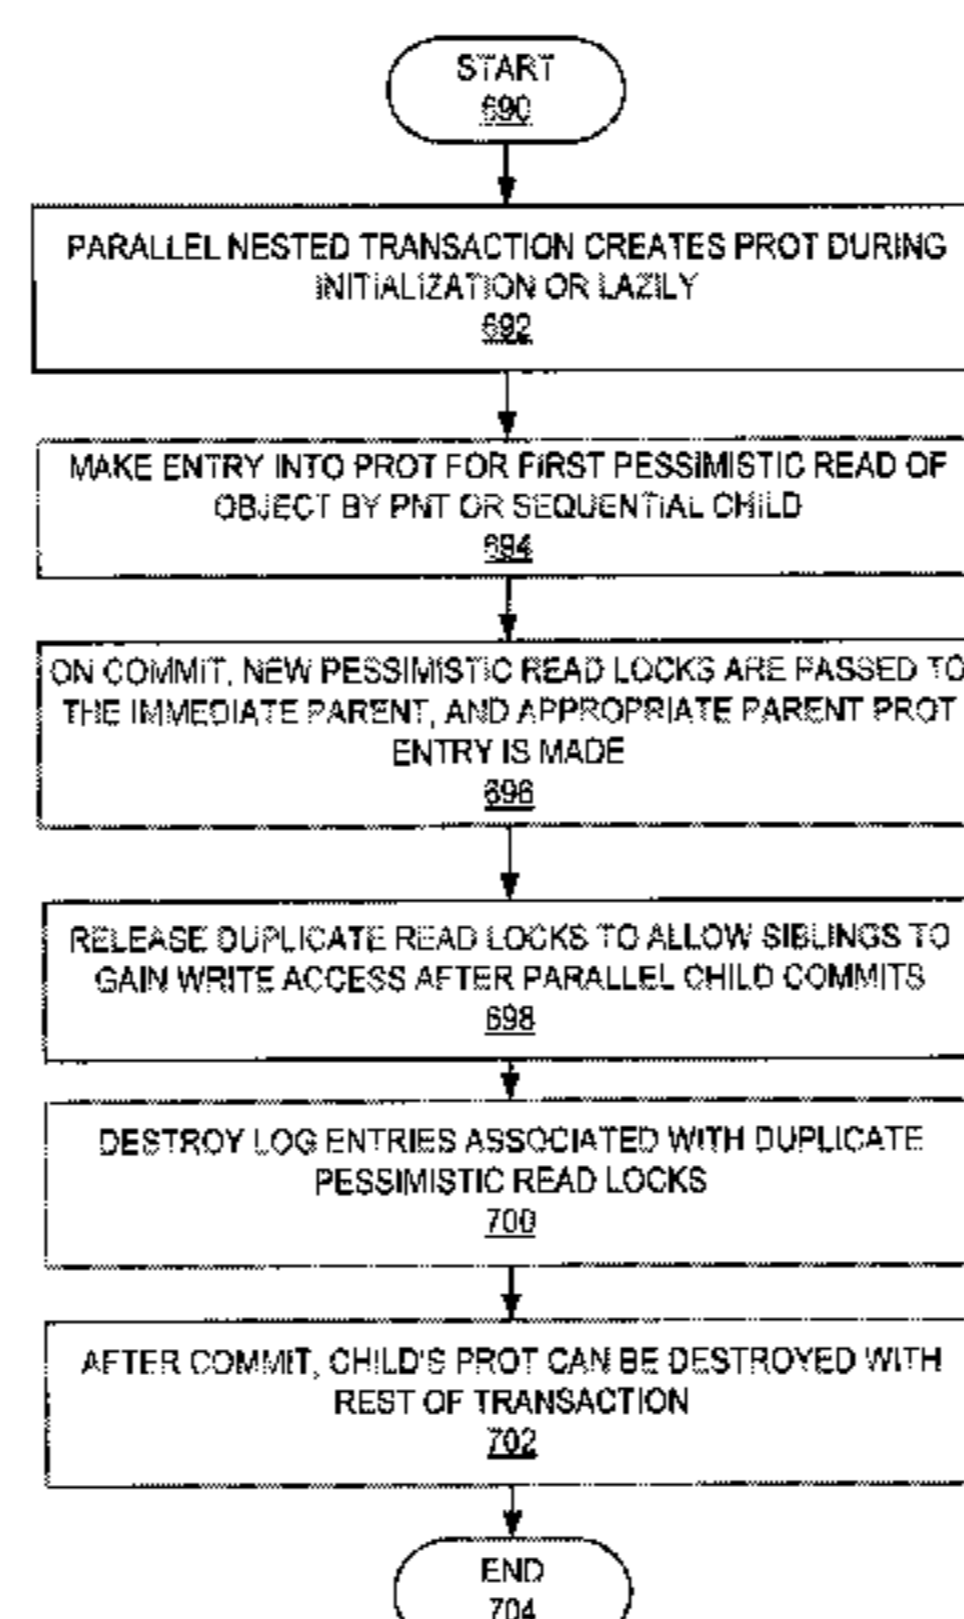 START
690
PARALLEL NESTED TRANSACTION CREATES PROT DURING
INITIALIZATION OR LAZILY
692
MAKE ENTRY INTO PROT FOR FIRST PESSIMISTIC READ OF
OBJECT BY PNT OR SEQUENTIAL CHILD
694
ON COMMIT, NEW PESSIMISTIC READ LOCKS ARE PASSED TO
THE IMMEDIATE PARENT, AND APPROPRIATE PARENT PROT
ENTRY IS MADE
696
RELEASE DUPLICATE READ LOCKS TO ALLOW SIBLINGS TO
GAIN WRITE ACCESS AFTER PARALLEL CHILD COMMITS
698
DESTROY LOG ENTRIES ASSOCIATED WITH DUPLICATE
PESSIMISTIC READ LOCKS
700
AFTER COMMIT, CHILD'S PROT CAN BE DESTROYED WITH
REST OF TRANSACTION
702
END
704